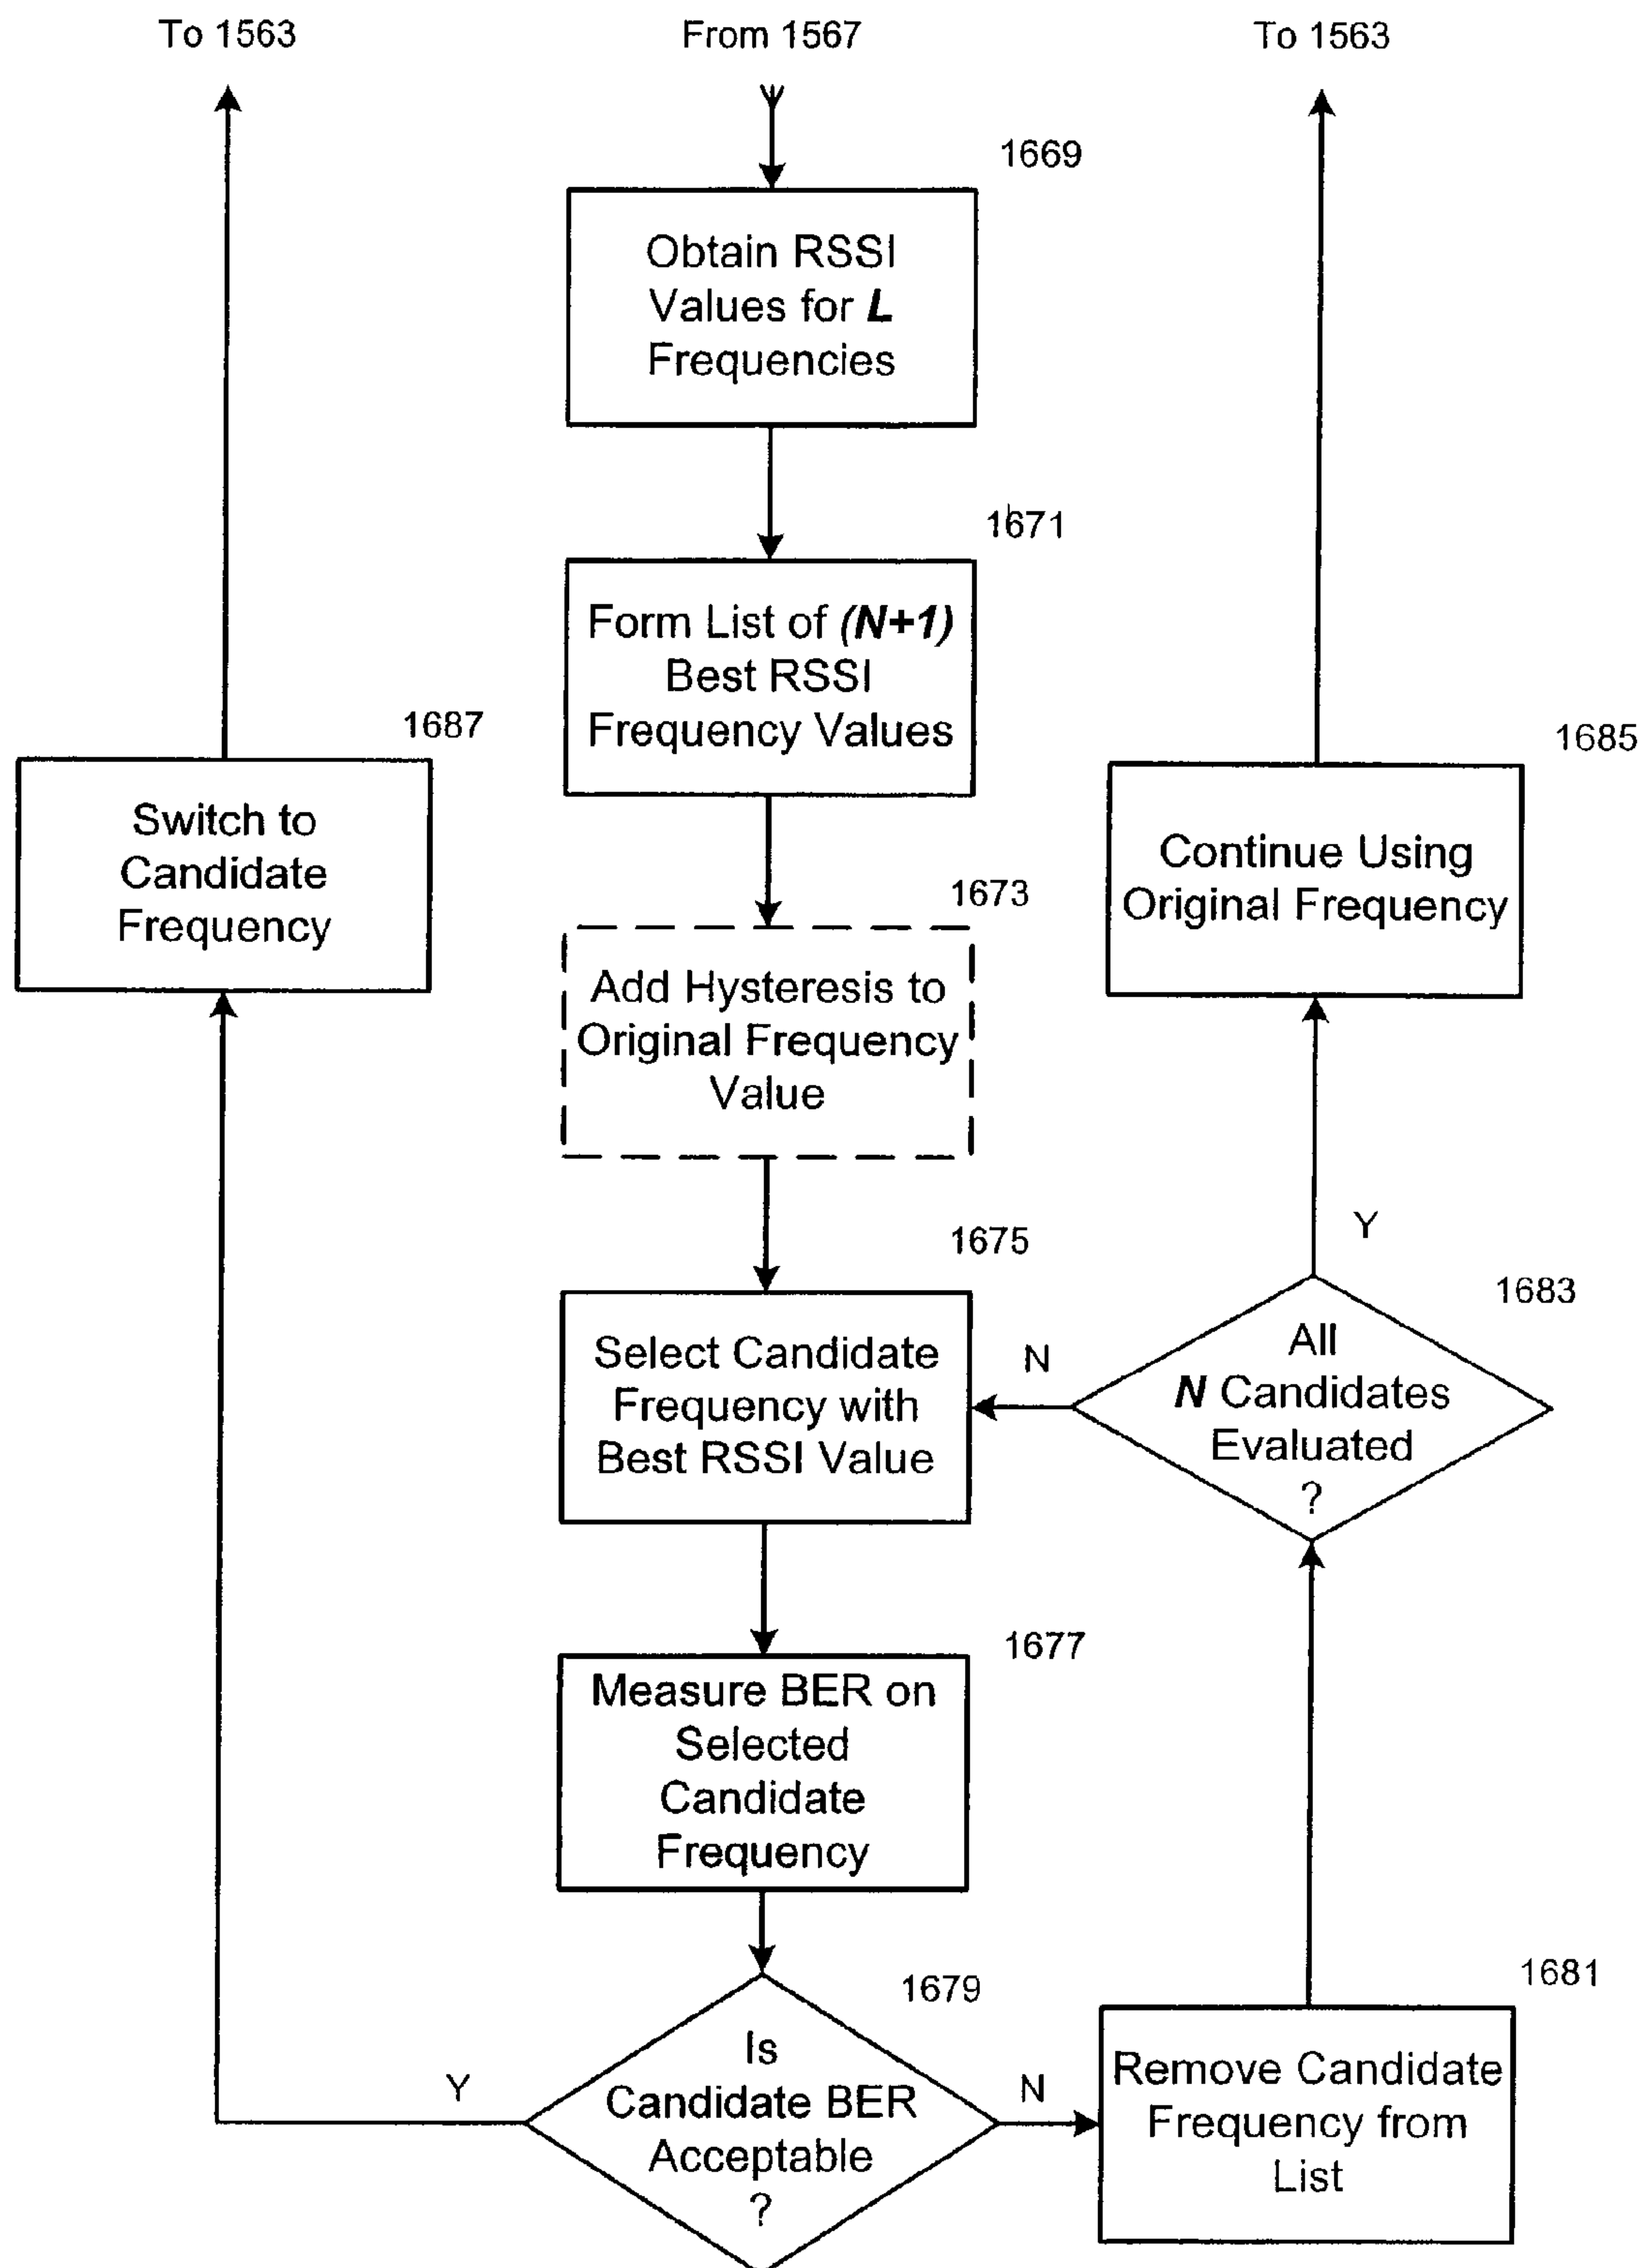 To 1563
From 1567
To 1563
1669
Obtain RSSI
Values for L
Frequencies
1671
Form List of (N+1)
Best RSSI
Frequency Values
1687
Switch to
Candidate
Frequency
1685
Continue Using
Original Frequency
1673
Add Hysteresis to
Original Frequency
Value
Y
1675
Select Candidate
Frequency with
Best RSSI Value
N
1683
All
N Candidates
Evaluated
?
1677
Measure BER on
Selected
Candidate
Frequency
1679
Is
Candidate BER
Acceptable
?
Y
N
1681
Remove Candidate
Frequency from
List